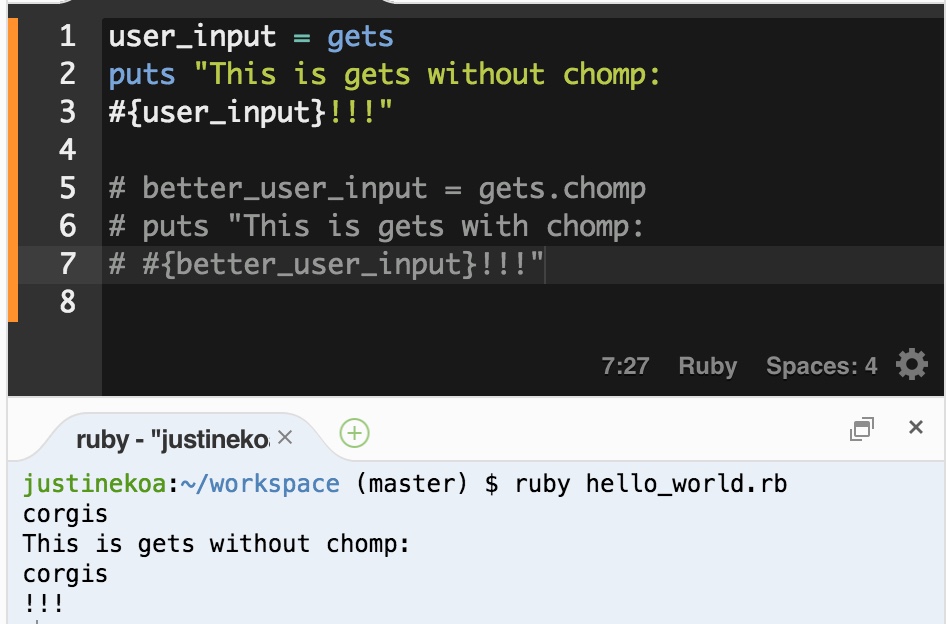 1 user_input = gets
2 puts "This is gets without chomp:
3 #{user_input}!!!"
4
5 # better_user_input = gets.chomp
6 # puts "This is gets with chomp:
7 # #{better_user_input}!!!"
8
7:27 Ruby Spaces: 4
ruby - "justineko
justinekoa:~/workspace (master) $ ruby hello_world.rb
corgis
This is gets without chomp:
corgis
!!!